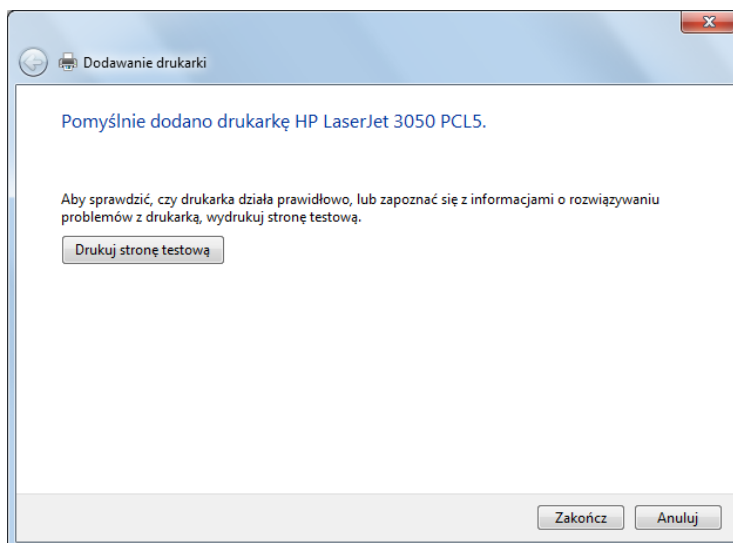 Dodawanie drukarki
Pomyślnie dodano drukarkę HP LaserJet 3050 PCL5.
Aby sprawdzić, czy drukarka działa prawidłowo, lub zapoznać się z informacjami o rozwiązywaniu
problemów z drukarką, wydrukuj stronę testową.
Drukuj stronę testową
Zakończ
Anuluj